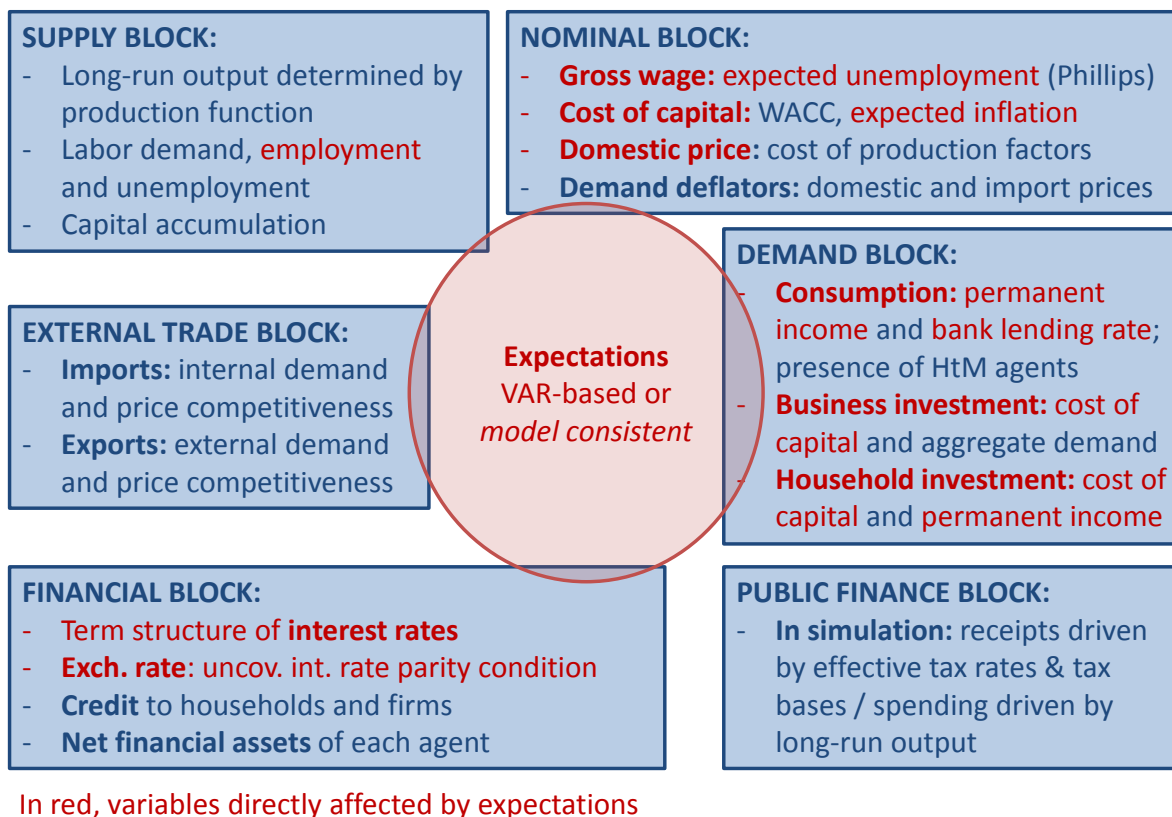 SUPPLY BLOCK:
- Long-run output determined by
production function
- Labor demand, employment
and unemployment
- Capital accumulation
NOMINAL BLOCK:
- Gross wage: expected unemployment (Phillips)
- Cost of capital: WACC, expected inflation
- Domestic price: cost of production factors
- Demand deflators: domestic and import prices
EXTERNAL TRADE BLOCK:
- Imports: internal demand
and price competitiveness
- Exports: external demand
and price competitiveness
Expectations
VAR-based or
model consistent
DEMAND BLOCK:
- Consumption: permanent
income and bank lending rate;
presence of HtM agents
- Business investment: cost of
capital and aggregate demand
- Household investment: cost of
capital and permanent income
FINANCIAL BLOCK:
- Term structure of interest rates
- Exch. rate: uncov. int. rate parity condition
- Credit to households and firms
- Net financial assets of each agent
PUBLIC FINANCE BLOCK:
- In simulation: receipts driven
by effective tax rates & tax
bases / spending driven by
long-run output
In red, variables directly affected by expectations